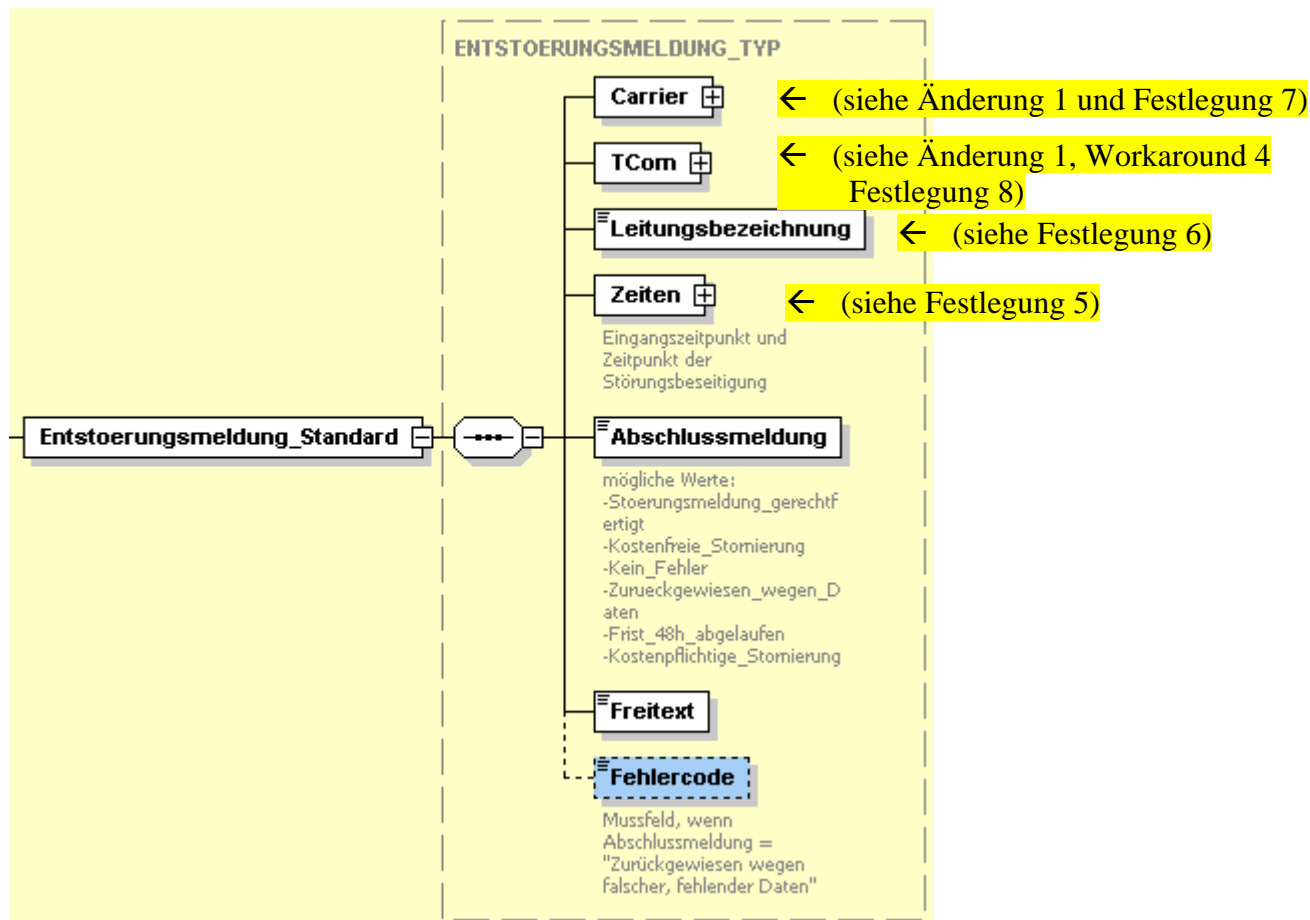 ENTSTOERUNGSMELDUNG_TYP
Carrier
← (siehe Änderung 1 und Festlegung 7)
TCom
← (siehe Änderung 1, Workaround 4
Festlegung 8)
Leitungsbezeichnung
← (siehe Festlegung 6)
Zeiten
← (siehe Festlegung 5)
Eingangszeitpunkt und
Zeitpunkt der
Störungsbeseitigung
Entstoerungsmeldung_Standard
Abschlussmeldung
mögliche Werte:
-Stoerungsmeldung_gerechtf
ertigt
-Kostenfreie_Stornierung
-Kein_Fehler
-Zurueckgewiesen_wegen_D
aten
-Frist_48h_abgelaufen
-Kostenpflichtige_Stornierung
Freitext
Fehlercode
Mussfeld, wenn
Abschlussmeldung =
"Zurückgewiesen wegen
falscher, fehlender Daten"